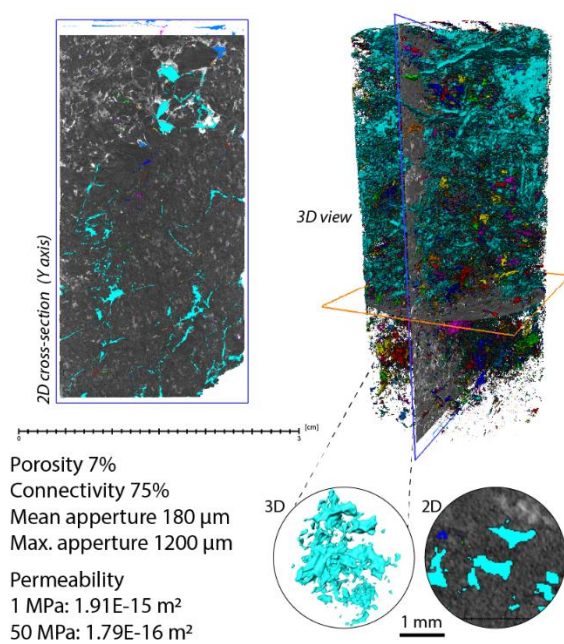 2D cross-section (Y axis)
3D view
0
3
[cm]
Porosity 7%
Connectivity 75%
Mean apperture 180 µm
Max. apperture 1200 µm
Permeability
1 MPa: 1.91E-15 m²
50 MPa: 1.79E-16 m²
3D
2D
1 mm